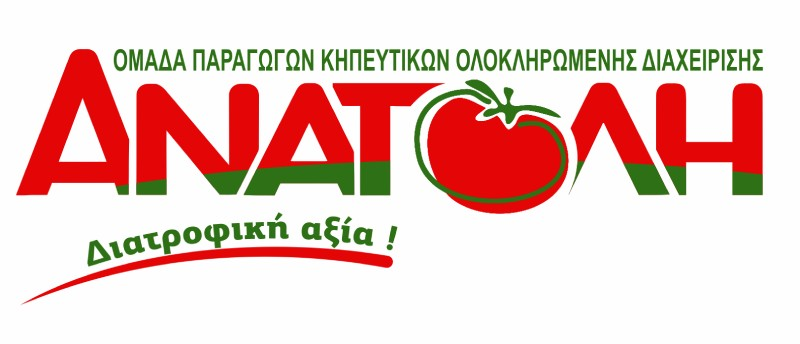 ΟΜΑΔΑ ΠΑΡΑΓΩΓΩΝ ΚΗΠΕΥΤΙΚΩΝ ΟΛΟΚΛΗΡΩΜΕΝΗΣ ΔΙΑΧΕΙΡΙΣΗΣ
ΑΝΑΤΟΛΗ
Διατροφική αξία !